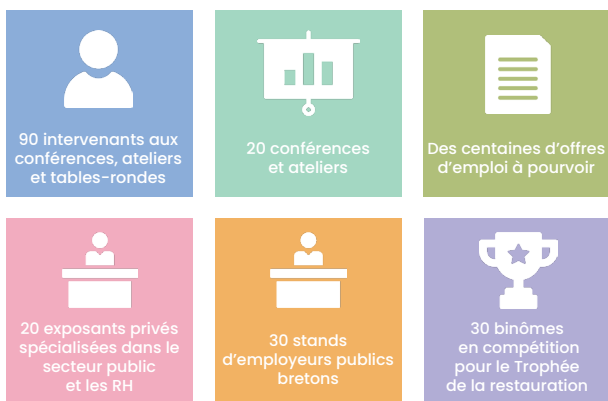 90 intervenants aux
conférences, ateliers
et tables-rondes
20 conférences
et ateliers
Des centaines d'offres
d'emploi à pourvoir
20 exposants privés
spécialisées dans le
secteur public
et les RH
30 stands
d'employeurs publics
bretons
30 binômes
en compétition
pour le Trophée
de la restauration